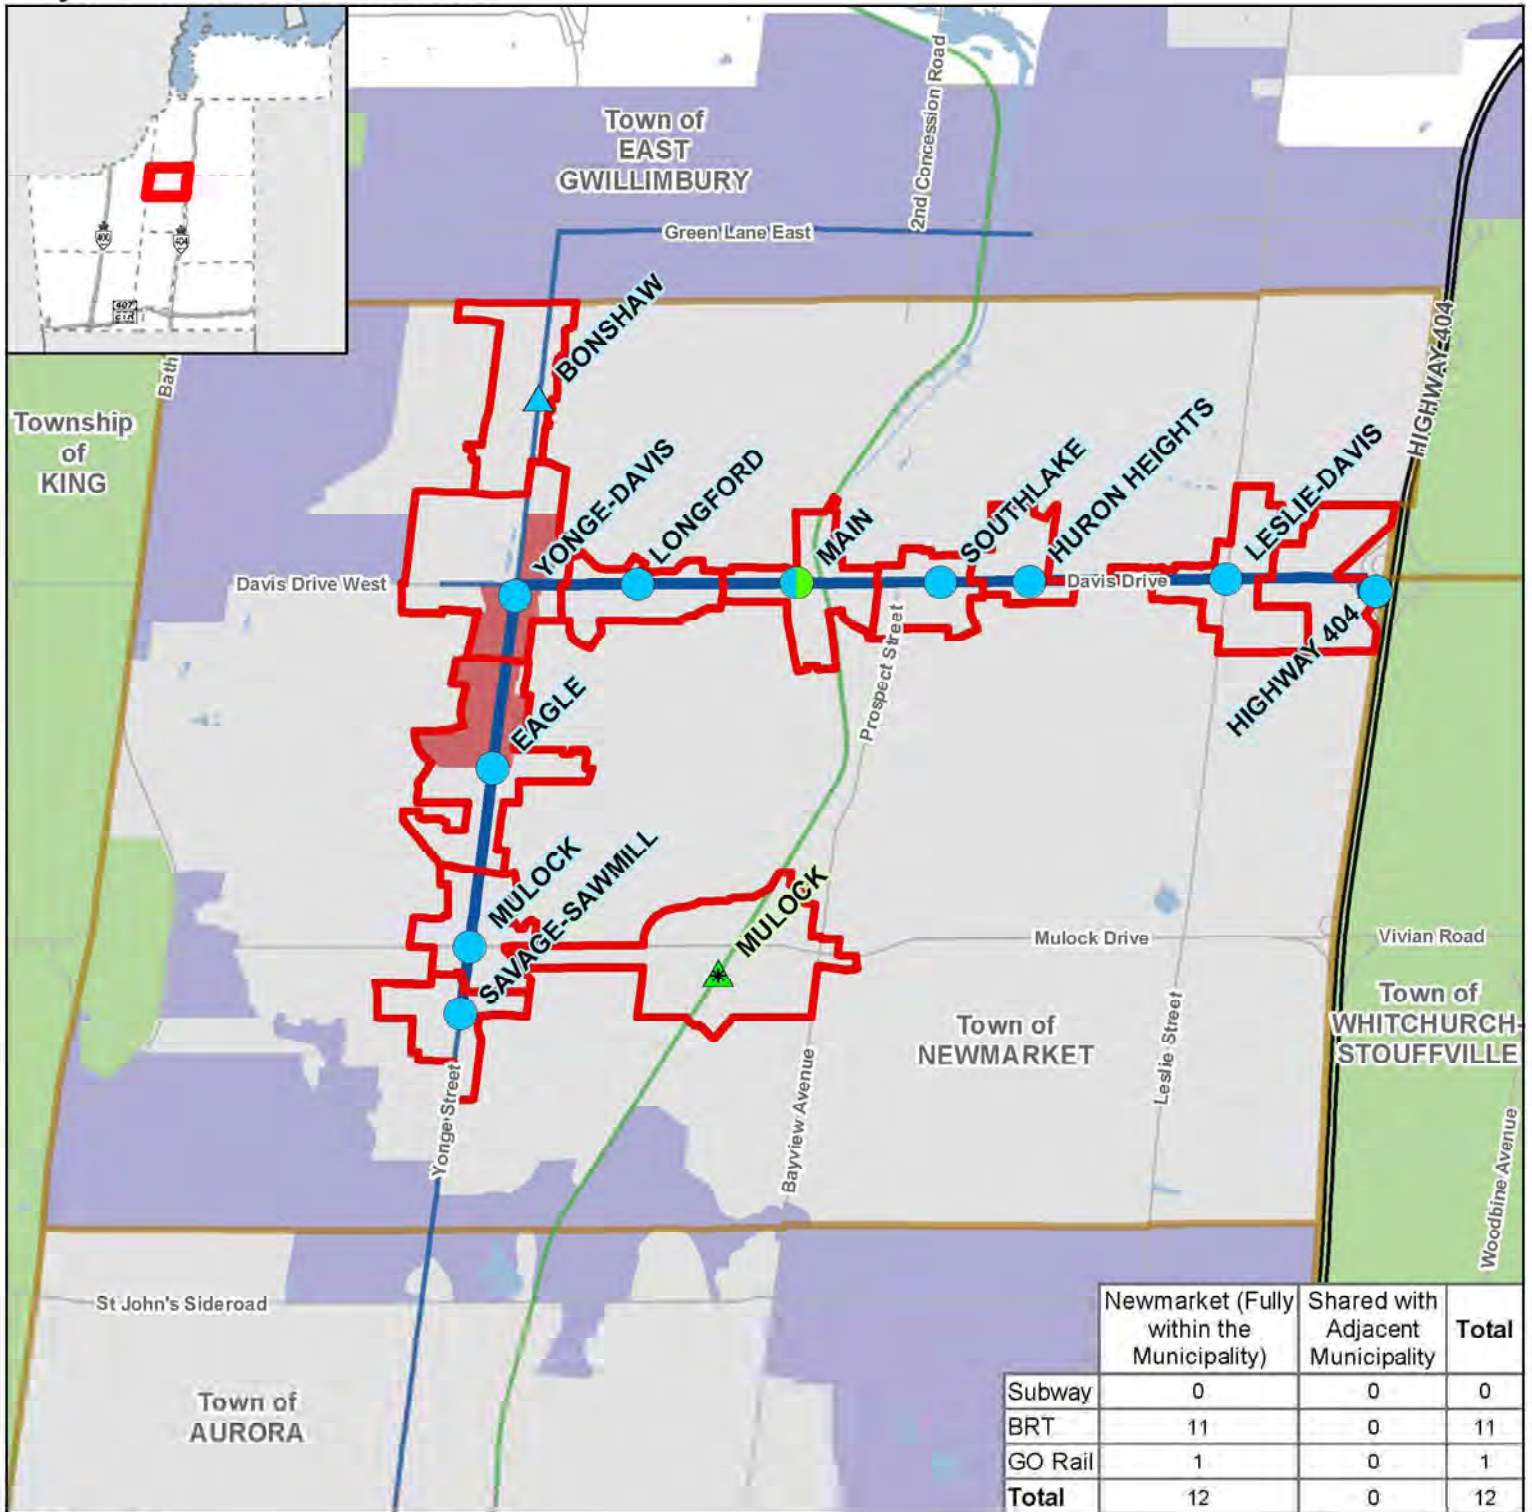 Town of
EAST
GWILLIMBURY
2nd Concession Road
Green Lane East
400
404
407
ETR
Bath
Township
of
KING
BONSHAW
HIGHWAY 404
YONGE-DAVIS
LONGFORD
MAIN
SOUTHLAKE
HURON HEIGHTS
LESLIE-DAVIS
Davis Drive West
Davis Drive
HIGHWAY 404
Prospect Street
EAGLE
MULOCK
SAVAGE-SAWMILL
MULOCK
Mulock Drive
Vivian Road
Town of
NEWMARKET
Town of
WHITCHURCH-
STOUFFVILLE
Leslie Street
Bayview Avenue
Yonge Street
Woodbine Avenue
St John's Sideroad
Town of
AURORA
Newmarket (Fully within the Municipality) Shared with Adjacent Municipality Total
Subway 0 0 0
BRT 11 0 11
GO Rail 1 0 1
Total 12 0 12